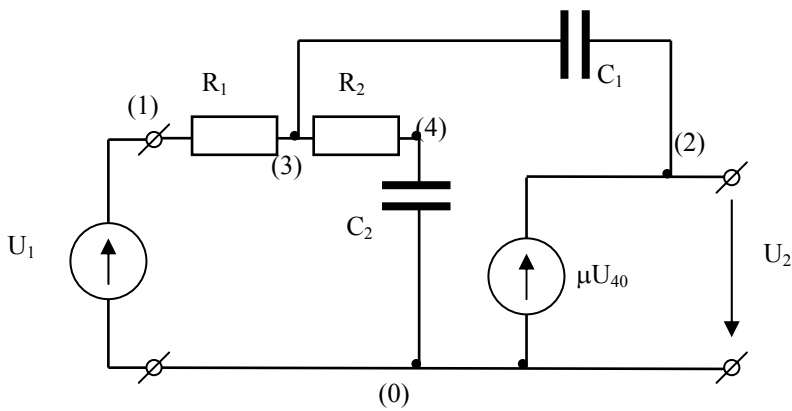 C₁
R₁
R₂
(1)
(4)
(3)
(2)
C₂
U₁
μU₄₀
U₂
(0)